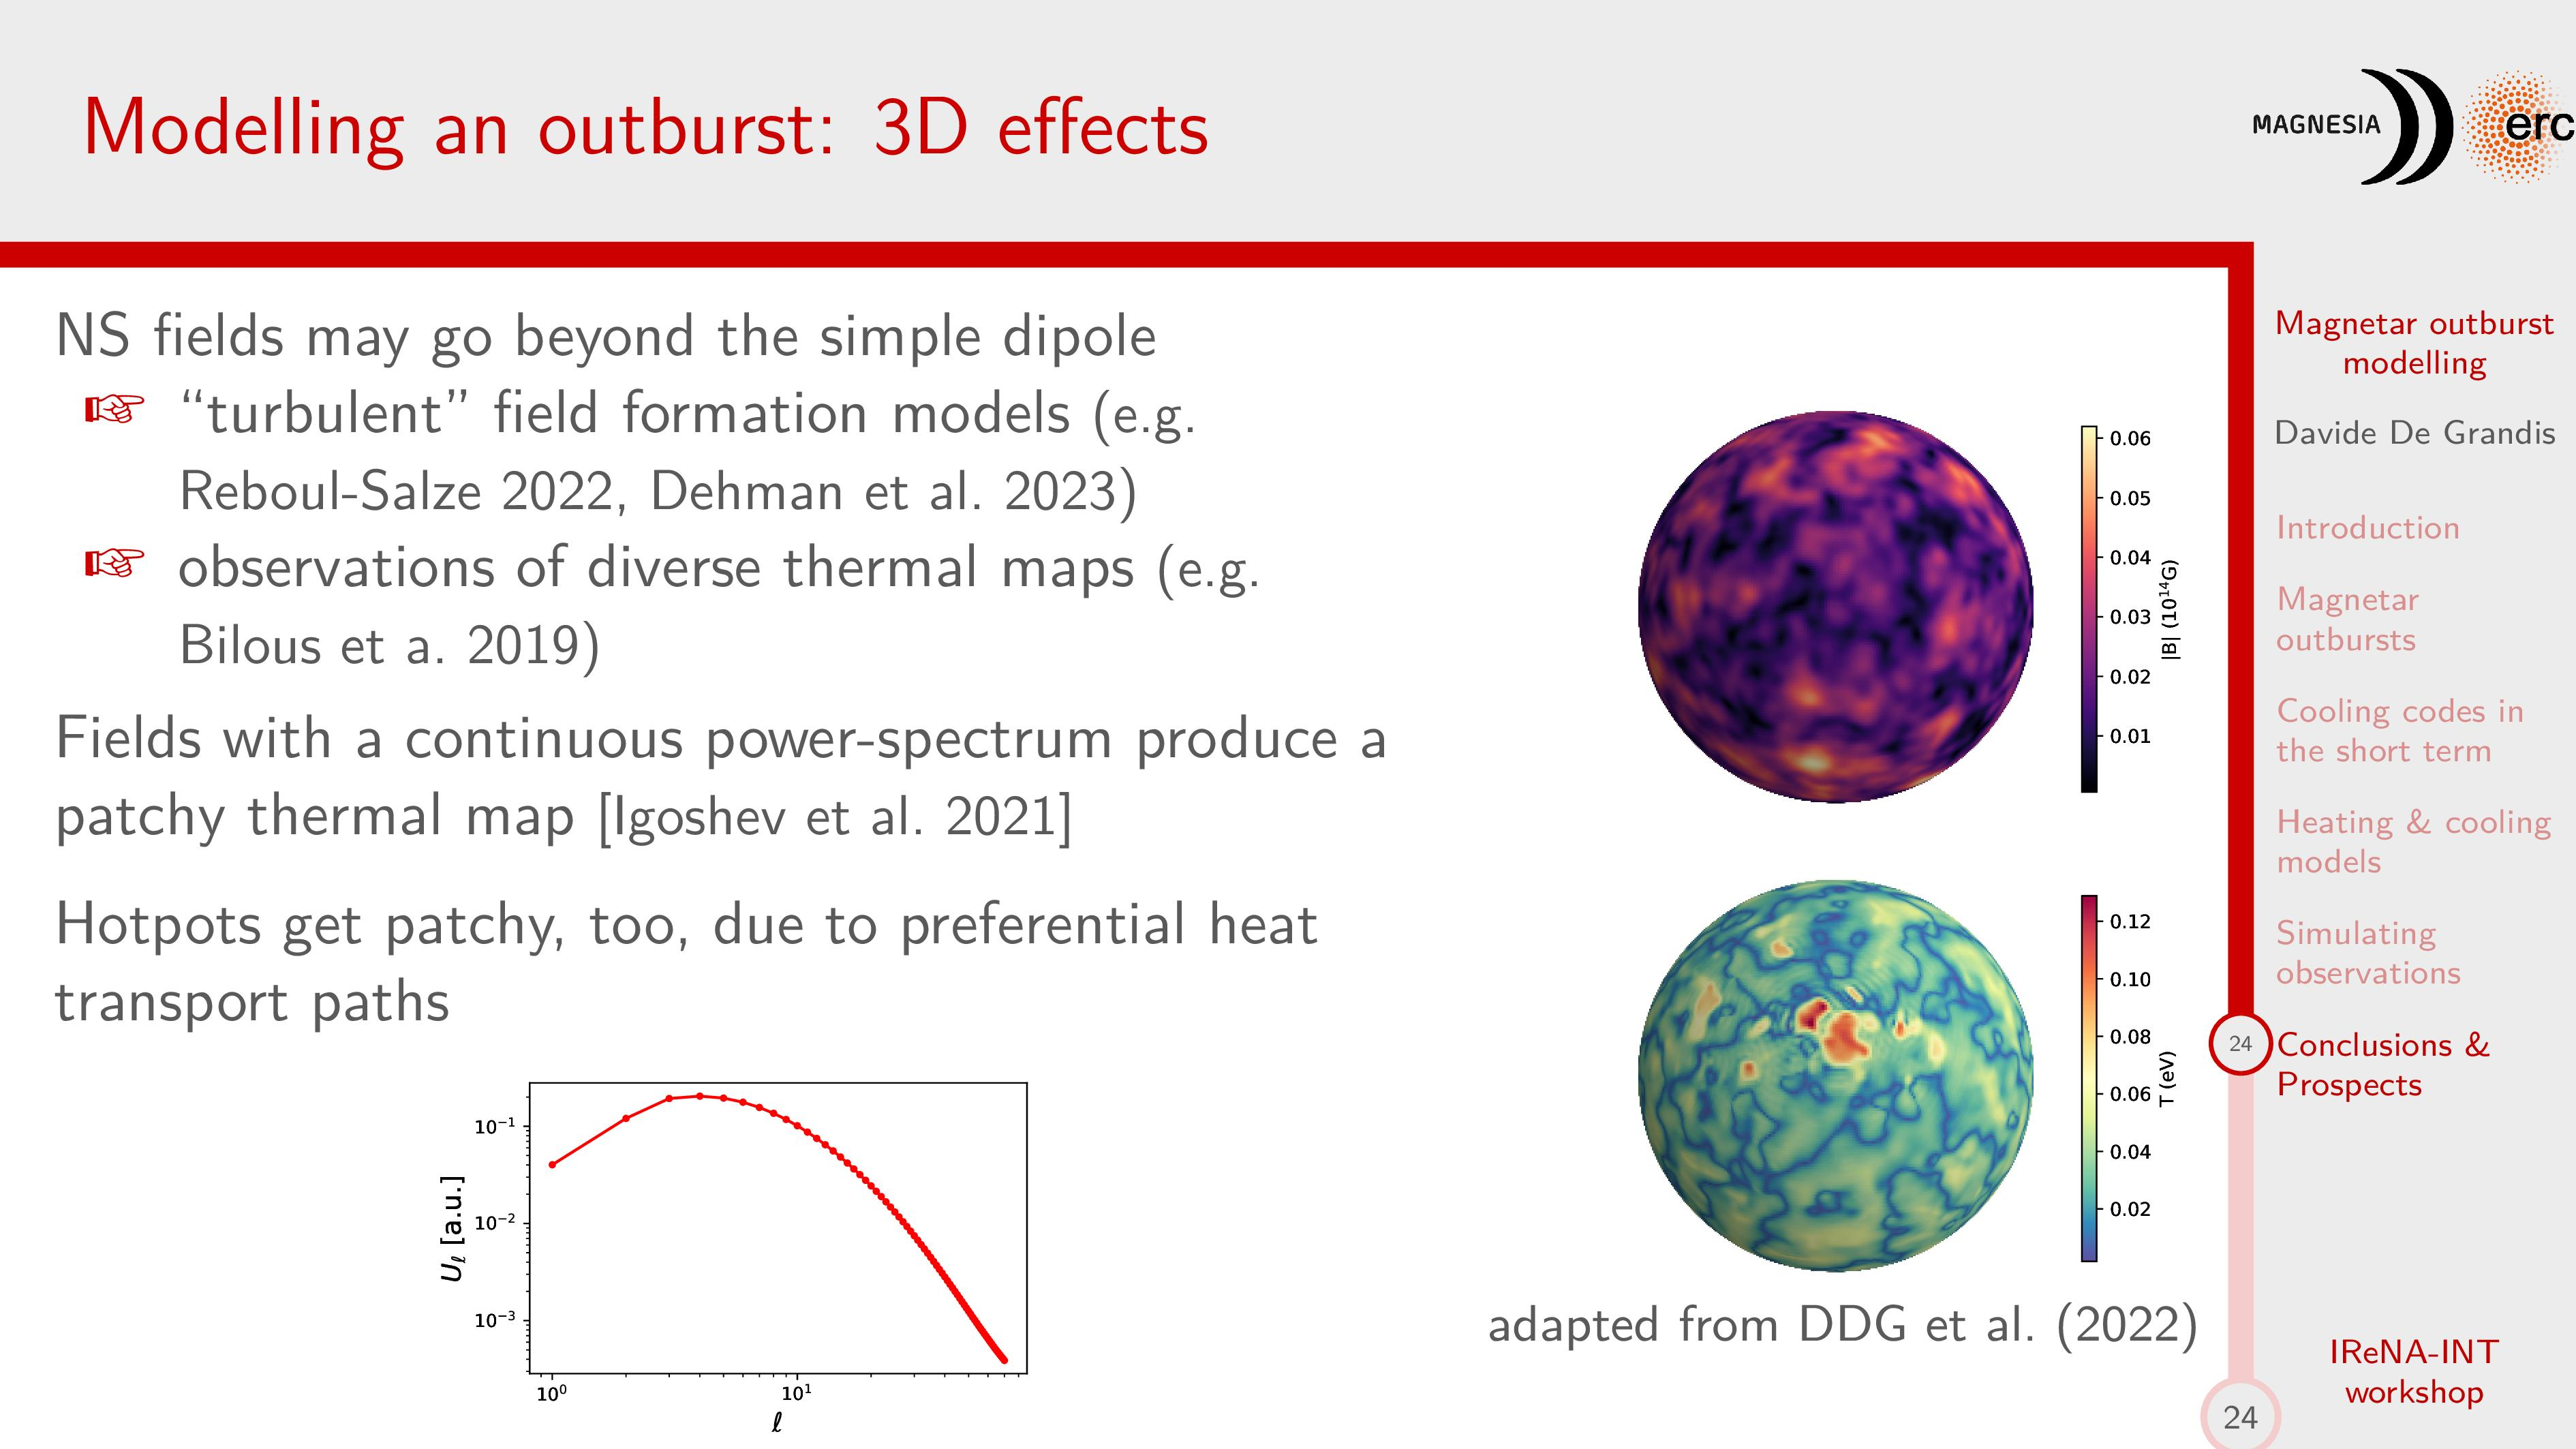 Modelling an outburst: 3D effects
MAGNESIA
erc
NS fields may go beyond the simple dipole
☞ “turbulent” field formation models (e.g.
Reboul-Salze 2022, Dehman et al. 2023)
☞ observations of diverse thermal maps (e.g.
Bilous et a. 2019)
Fields with a continuous power-spectrum produce a
patchy thermal map [Igoshev et al. 2021]
Hotpots get patchy, too, due to preferential heat
transport paths
10⁻¹
10⁻²
10⁻³
U_ℓ [a.u.]
10⁰ 10¹
ℓ
0.06
0.05
0.04
0.03
0.02
0.01
|B| (10¹⁴G)
0.12
0.10
0.08
0.06
0.04
0.02
T (eV)
adapted from DDG et al. (2022)
Magnetar outburst
modelling
Davide De Grandis
Introduction
Magnetar
outbursts
Cooling codes in
the short term
Heating & cooling
models
Simulating
observations
24
Conclusions &
Prospects
IReNA-INT
workshop
24